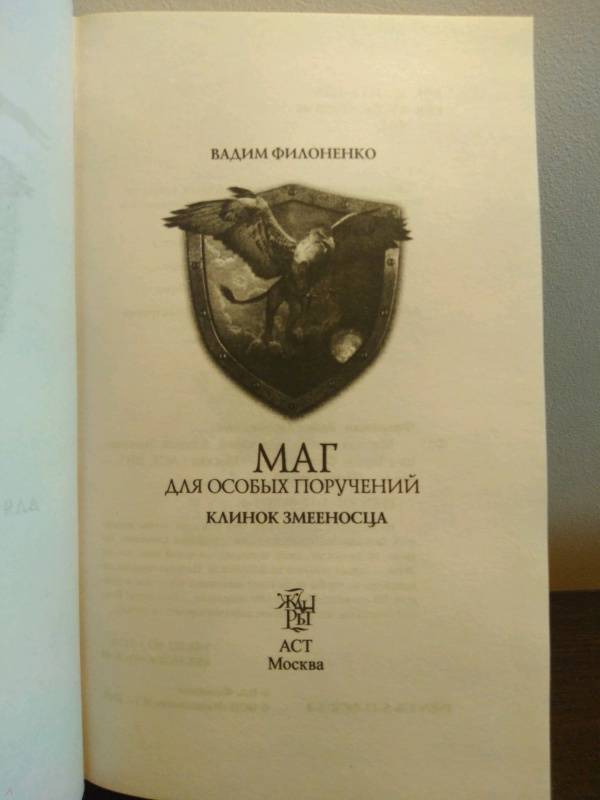 ВАДИМ ФИЛОНЕНКО
МАГ
ДЛЯ ОСОБЫХ ПОРУЧЕНИЙ
КЛИНОК ЗМЕЕНОСЦА
ЖАНРЫ
АСТ
Москва